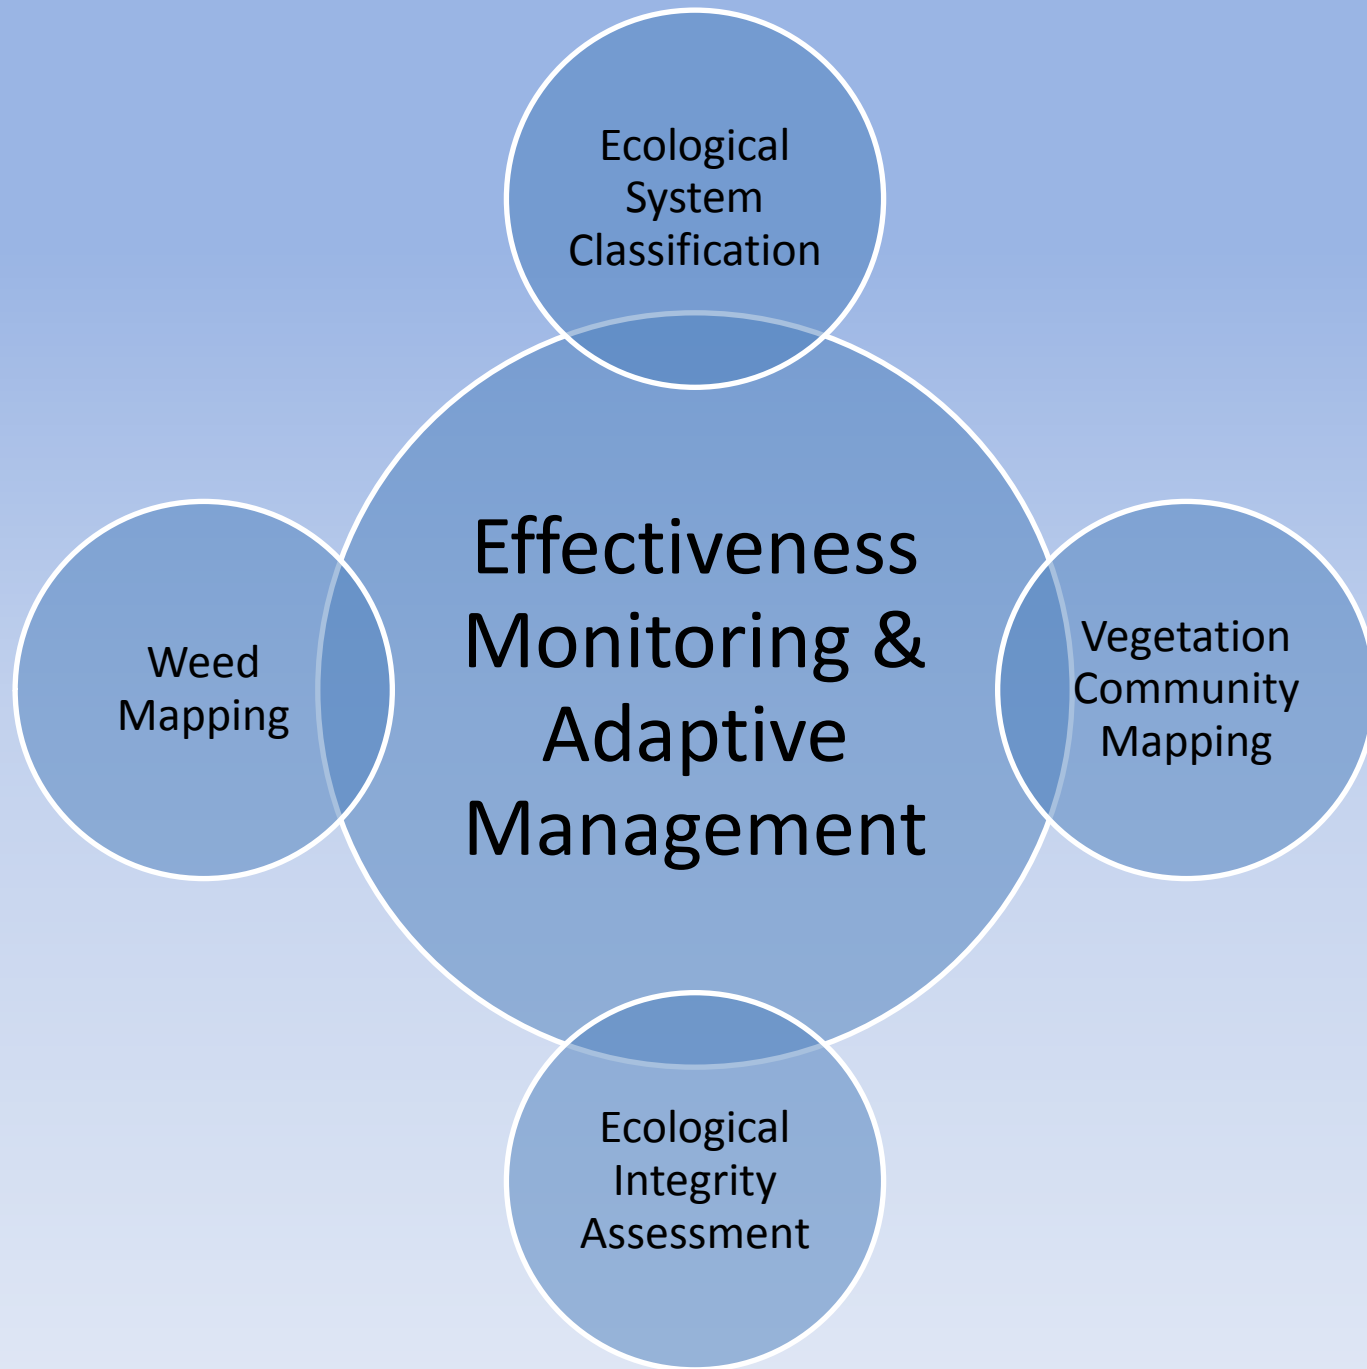 Ecological
System
Classification
Effectiveness
Monitoring &
Adaptive
Management
Weed
Mapping
Vegetation
Community
Mapping
Ecological
Integrity
Assessment